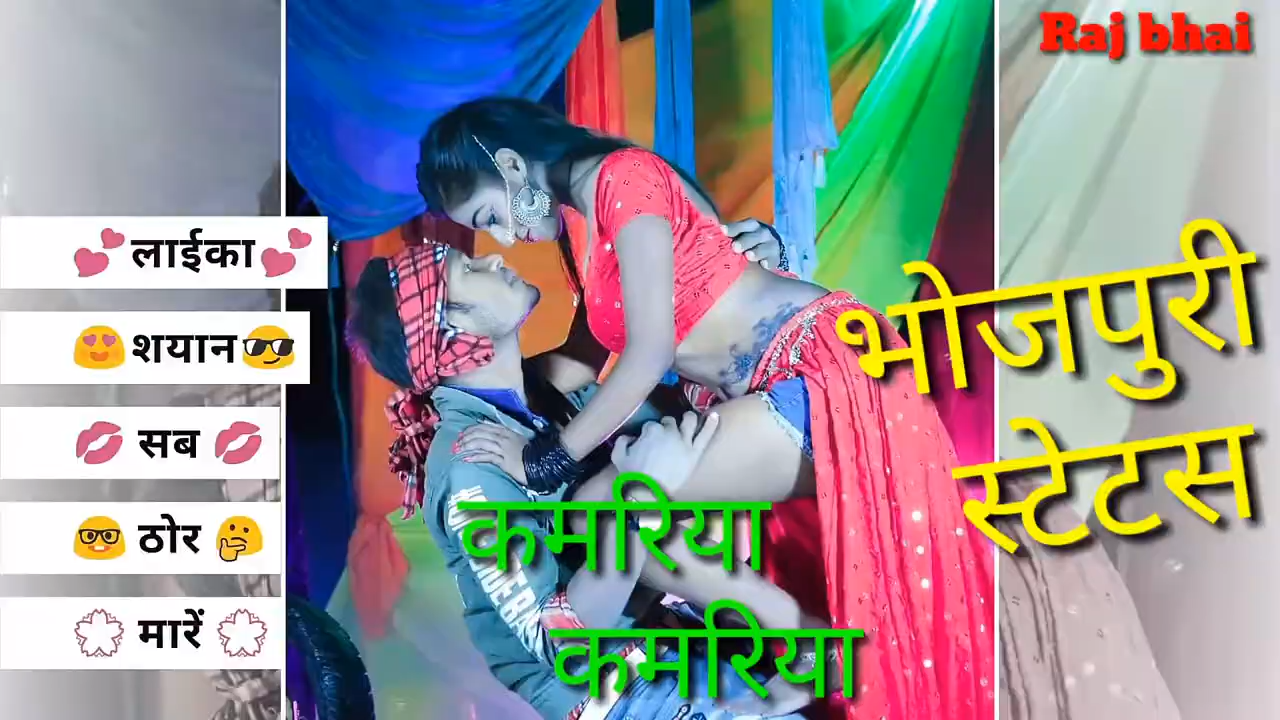 Raj bhai
💕लाईका💕
😍शयान😎
💋 सब 💋
🤓 ठोर 🤔
💮 मारें 💮
भोजपुरी
स्टेटस
कमरिया
कमरिया